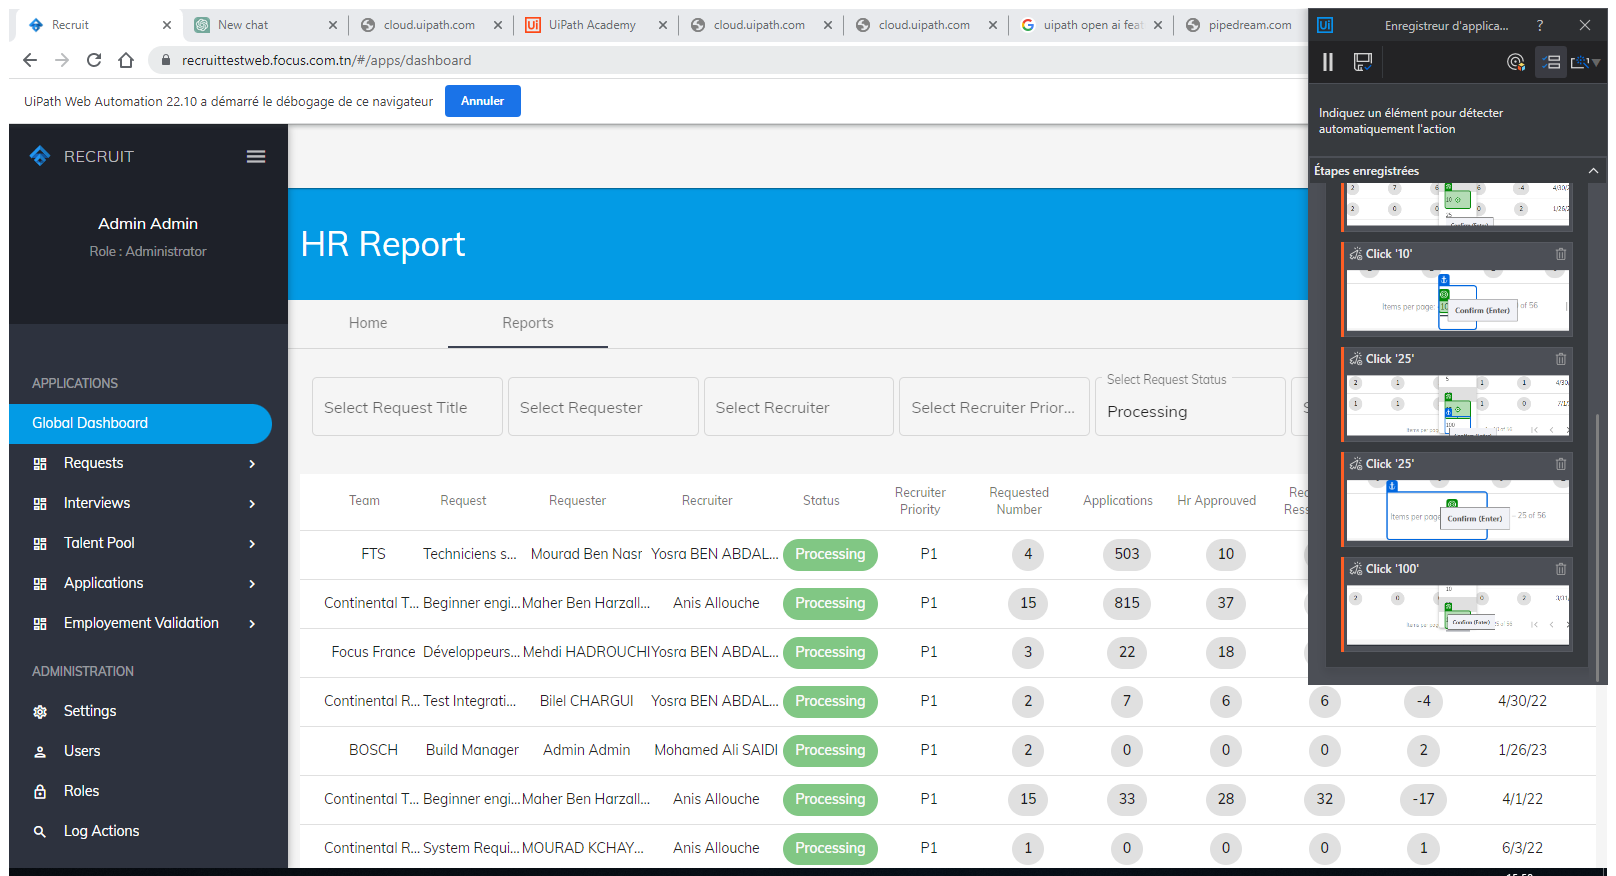 Recruit
New chat
cloud.uipath.com
UiPath Academy
cloud.uipath.com
cloud.uipath.com
uipath open ai feat
pipedream.com
recruittestweb.focus.com.tn/#/apps/dashboard
UiPath Web Automation 22.10 a démarré le débogage de ce navigateur
Annuler
RECRUIT
Admin Admin
Role : Administrator
APPLICATIONS
Global Dashboard
Requests
Interviews
Talent Pool
Applications
Employement Validation
ADMINISTRATION
Settings
Users
Roles
Log Actions
HR Report
Home Reports
Select Request Title
Select Requester
Select Recruiter
Select Recruiter Prior...
Select Request Status
Processing
Team Request Requester Recruiter Status Recruiter Priority Requested Number Applications Hr Approuved
FTS Techniciens s... Mourad Ben Nasr Yosra BEN ABDAL... Processing P1 4 503 10
Continental T... Beginner engi... Maher Ben Harzall... Anis Allouche Processing P1 15 815 37
Focus France Développeurs... Mehdi HADROUCHI Yosra BEN ABDAL... Processing P1 3 22 18
Continental R... Test Integrati... Bilel CHARGUI Yosra BEN ABDAL... Processing P1 2 7 6 6 -4 4/30/22
BOSCH Build Manager Admin Admin Mohamed Ali SAIDI Processing P1 2 0 0 0 2 1/26/23
Continental T... Beginner engi... Maher Ben Harzall... Anis Allouche Processing P1 15 33 28 32 -17 4/1/22
Continental R... System Requi... MOURAD KCHAY... Anis Allouche Processing P1 1 0 0 0 1 6/3/22
Ui Enregistreur d'applica... ?
Indiquez un élément pour détecter
automatiquement l'action
Étapes enregistrées
Click '10'
Items per page:
Confirm (Enter)
of 56
Click '25'
Click '25'
Items per page
Confirm (Enter)
– 25 of 56
Click '100'
Confirm (Enter)